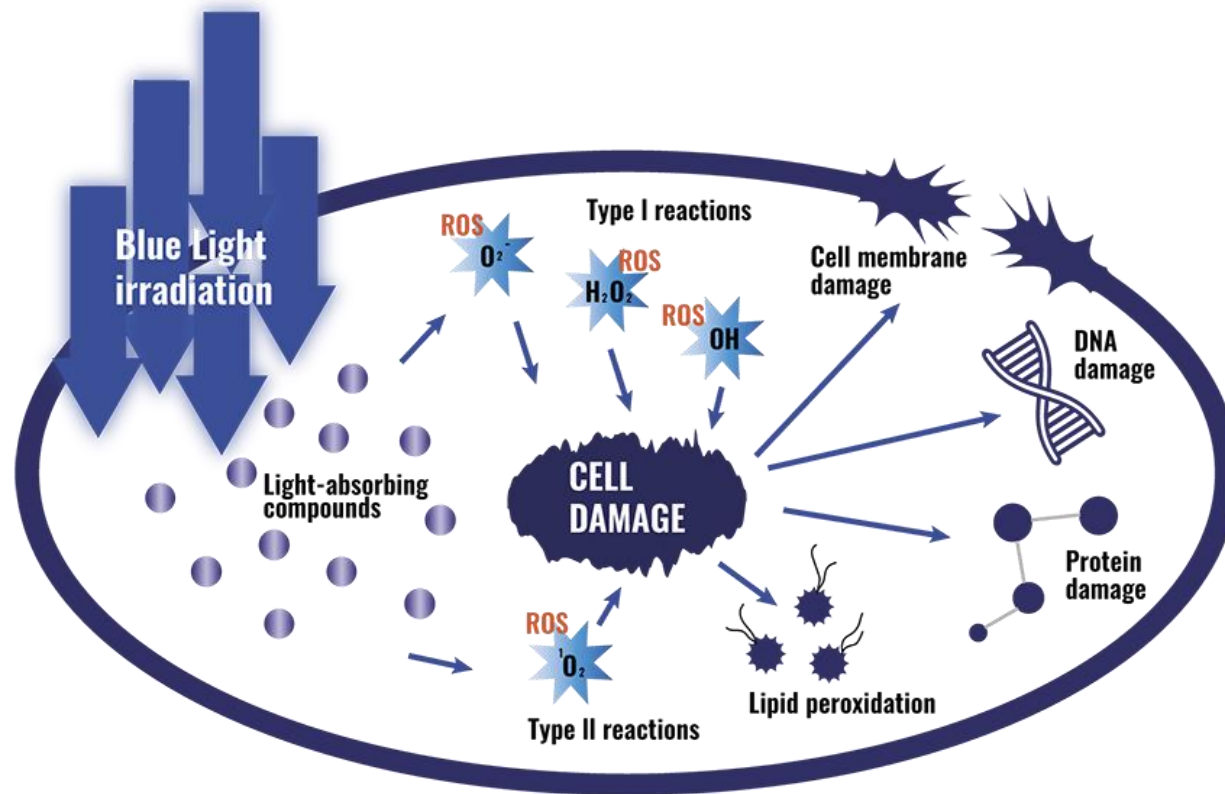 Blue Light
irradiation
Type I reactions
ROS
O₂⁻
ROS
H₂O₂
ROS
OH
Cell membrane
damage
DNA
damage
Light-absorbing
compounds
CELL
DAMAGE
Protein
damage
ROS
¹O₂
Type II reactions
Lipid peroxidation